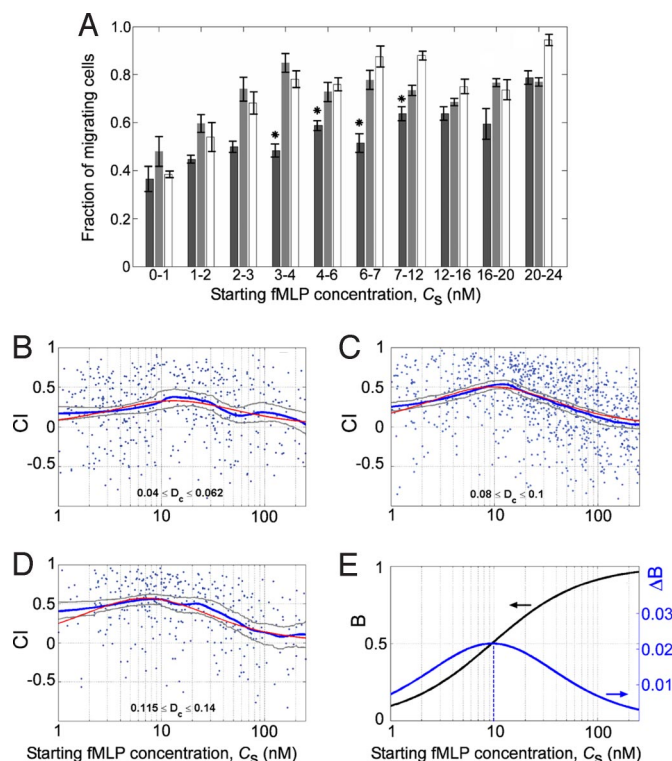 A
Fraction of migrating cells
1.0
0.8
0.6
0.4
0.2
0
* * * *
0-1 1-2 2-3 3-4 4-6 6-7 7-12 12-16 16-20 20-24
Starting fMLP concentration, Cs (nM)
B
CI
1
0.5
0
-0.5
0.04 ≤ Dc ≤ 0.062
1 10 100
C
CI
1
0.5
0
-0.5
0.08 ≤ Dc ≤ 0.1
1 10 100
D
CI
1
0.5
0
-0.5
0.115 ≤ Dc ≤ 0.14
1 10 100
Starting fMLP concentration, Cs (nM)
E
B
1
0.5
0
ΔB
0.03
0.02
0.01
1 10 100
Starting fMLP concentration, Cs (nM)